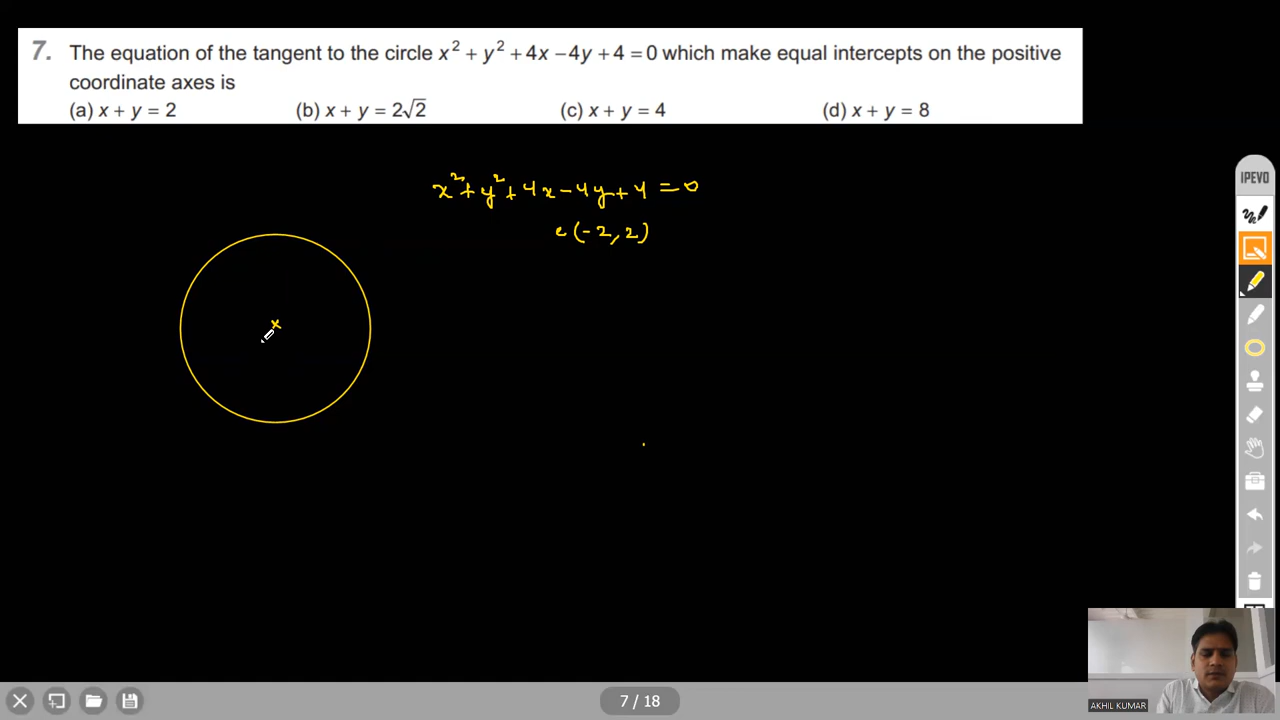 7. The equation of the tangent to the circle x² + y² + 4x − 4y + 4 = 0 which make equal intercepts on the positive
coordinate axes is
(a) x + y = 2 (b) x + y = 2√2 (c) x + y = 4 (d) x + y = 8
x² + y² + 4x − 4y + 4 = 0
c (−2, 2)
IPEVO
7 / 18
AKHIL KUMAR